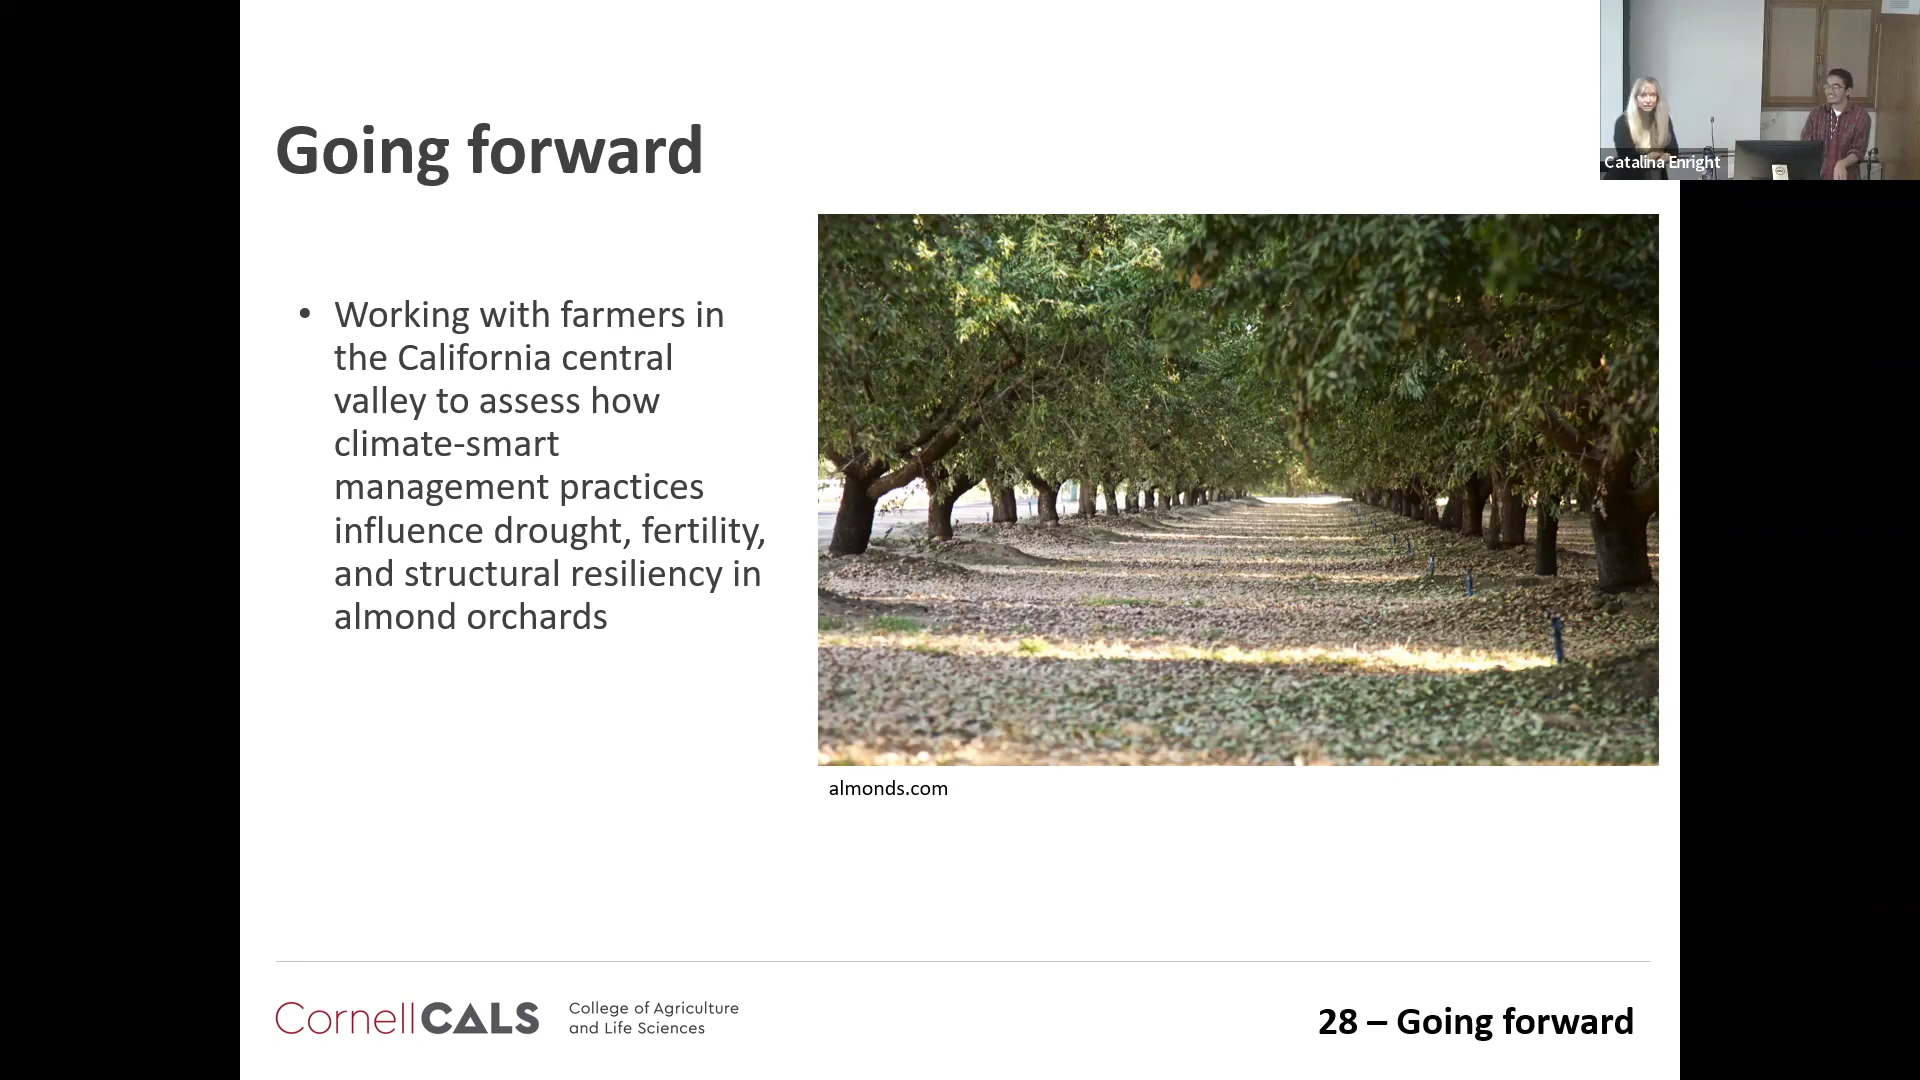 Going forward
Catalina Enright
• Working with farmers in
the California central
valley to assess how
climate-smart
management practices
influence drought, fertility,
and structural resiliency in
almond orchards
almonds.com
CornellCALS
College of Agriculture
and Life Sciences
28 – Going forward